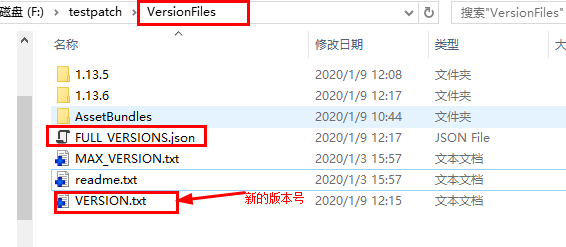 磁盘 (F:) › testpatch › VersionFiles 搜索"VersionFiles"
名称 修改日期 类型 大
1.13.5 2020/1/9 12:08 文件夹
1.13.6 2020/1/9 12:17 文件夹
AssetBundles 2020/1/9 10:44 文件夹
FULL_VERSIONS.json 2020/1/9 12:17 JSON File
MAX_VERSION.txt 2020/1/3 15:57 文本文档
readme.txt 2020/1/3 15:57 文本文档
VERSION.txt 新的版本号 2020/1/9 12:15 文本文档